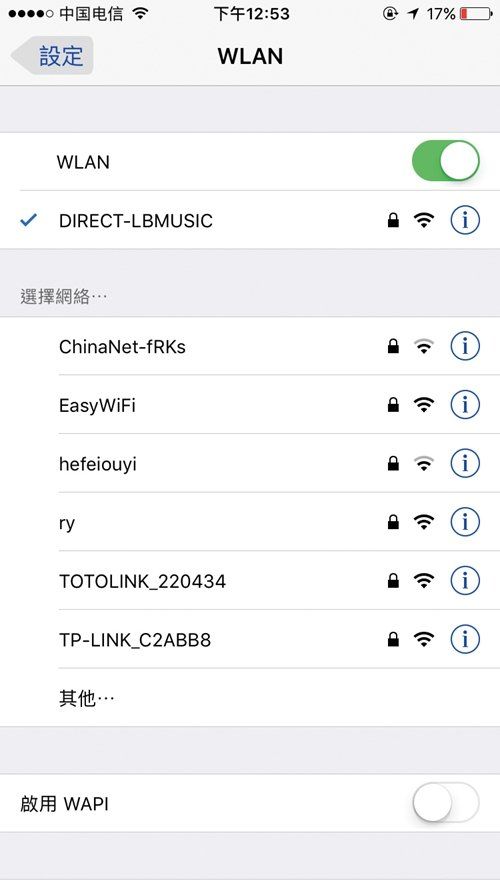 中国电信 下午12:53 17%
設定 WLAN
WLAN
DIRECT-LBMUSIC
選擇網絡…
ChinaNet-fRKs
EasyWiFi
hefeiouyi
ry
TOTOLINK_220434
TP-LINK_C2ABB8
其他…
啟用 WAPI